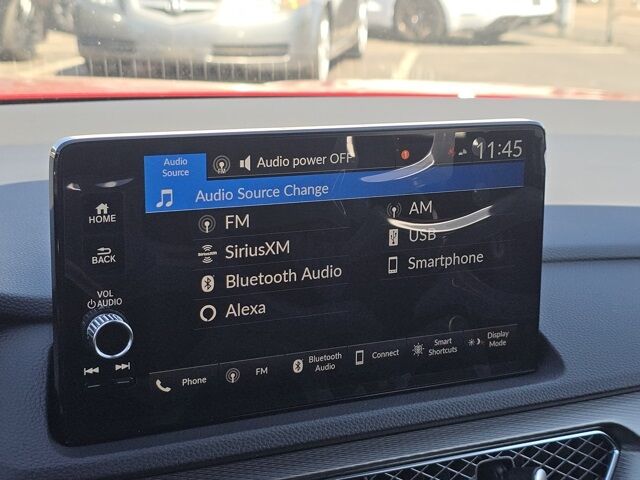 Audio
Source
Audio power OFF
11:45
Audio Source Change
HOME
BACK
VOL
AUDIO
FM
AM
SiriusXM
USB
Bluetooth Audio
Smartphone
Alexa
Phone
FM
Bluetooth
Audio
Connect
Smart
Shortcuts
Display
Mode